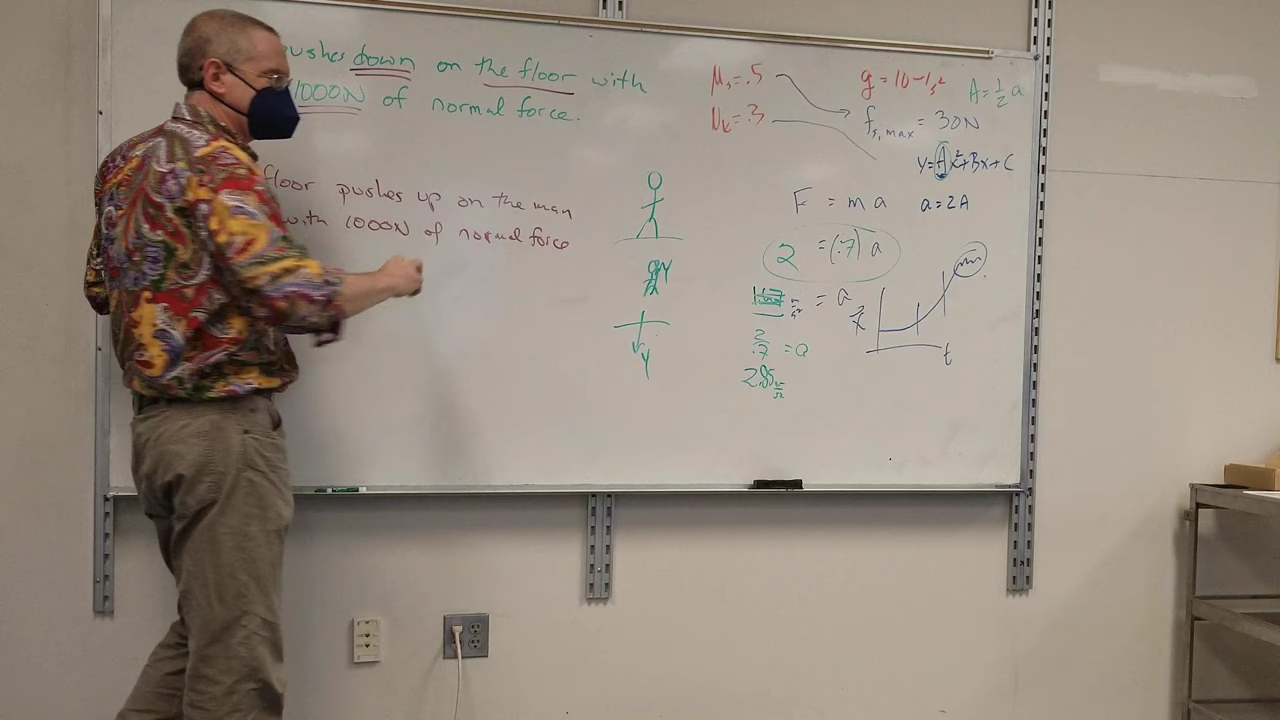 pushes down on the floor with
1000N of normal force.
floor pushes up on the man
with 1000N of normal force
μs = .5
μk = .3
g = 10
A = ½ a
fs, max = 30N
y = Ax² + Bx + C
F = m a
a = 2A
2 = (.7) a
m/s² = a
2/.7 = a
2.85 m/s²
x
t
y